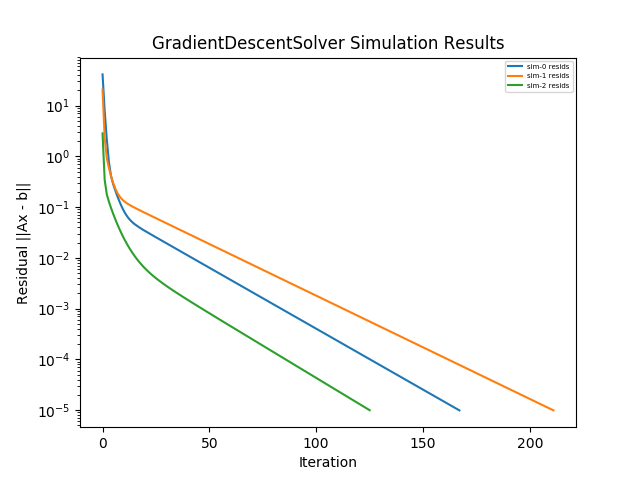 GradientDescentSolver Simulation Results
sim-0 resids
sim-1 resids
sim-2 resids
Residual ||Ax - b||
10¹
10⁰
10⁻¹
10⁻²
10⁻³
10⁻⁴
10⁻⁵
0 50 100 150 200
Iteration